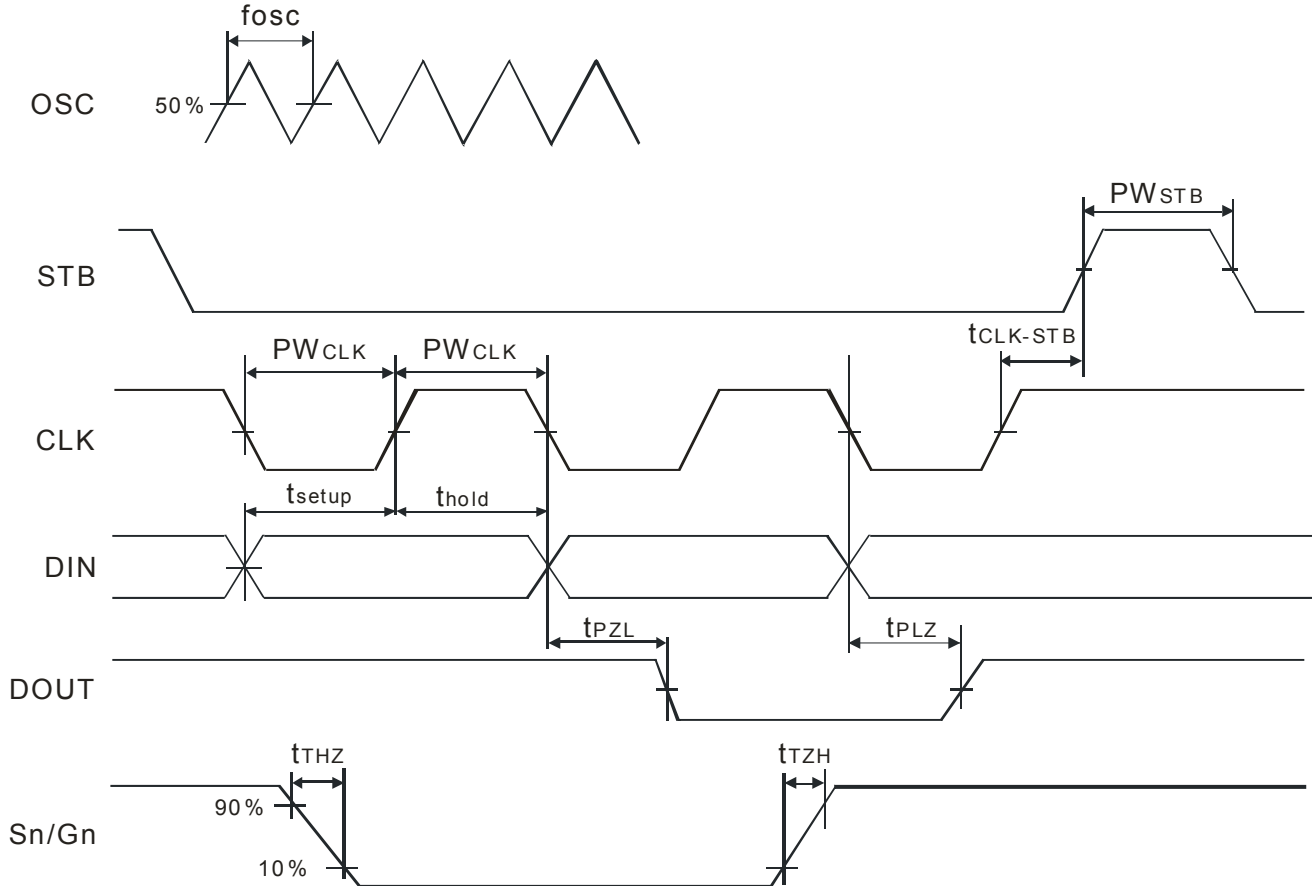 fosc
OSC
50%
PWSTB
STB
tCLK-STB
PWCLK PWCLK
CLK
tsetup thold
DIN
tPZL tPLZ
DOUT
tTHZ tTZH
90%
Sn/Gn
10%